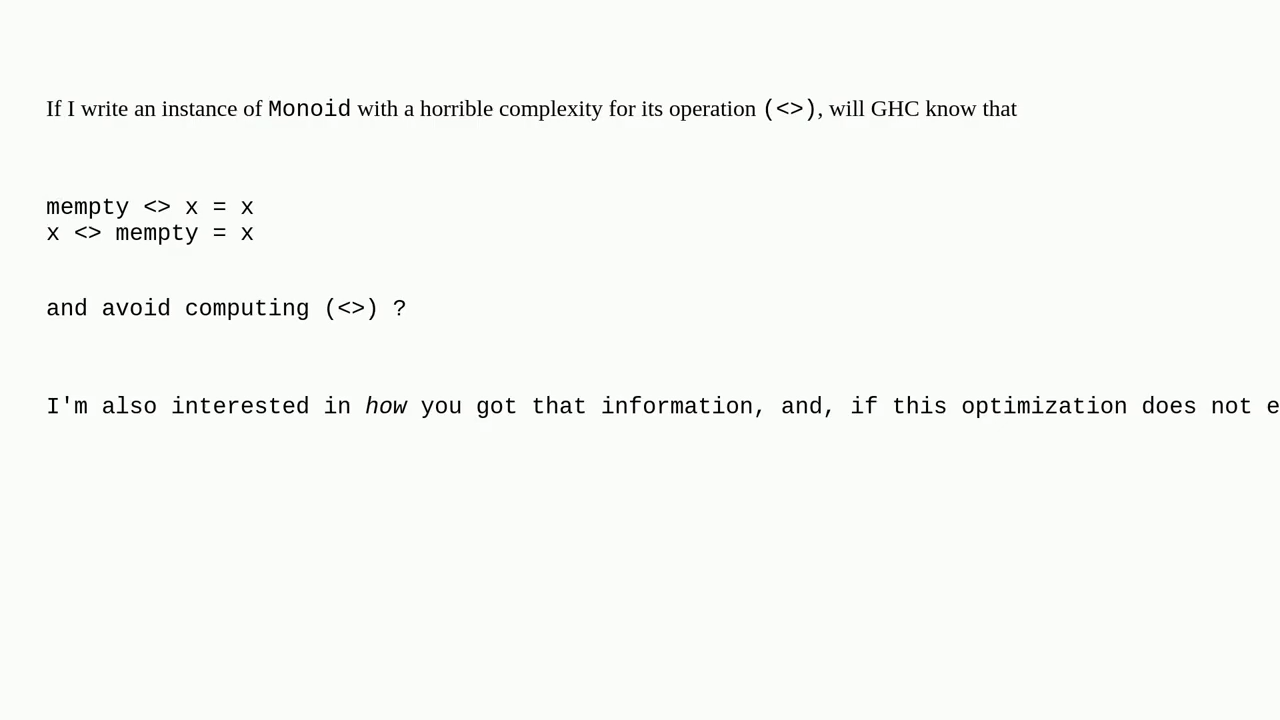 If I write an instance of Monoid with a horrible complexity for its operation (<>), will GHC know that
mempty <> x = x
x <> mempty = x
and avoid computing (<>) ?
I'm also interested in how you got that information, and, if this optimization does not